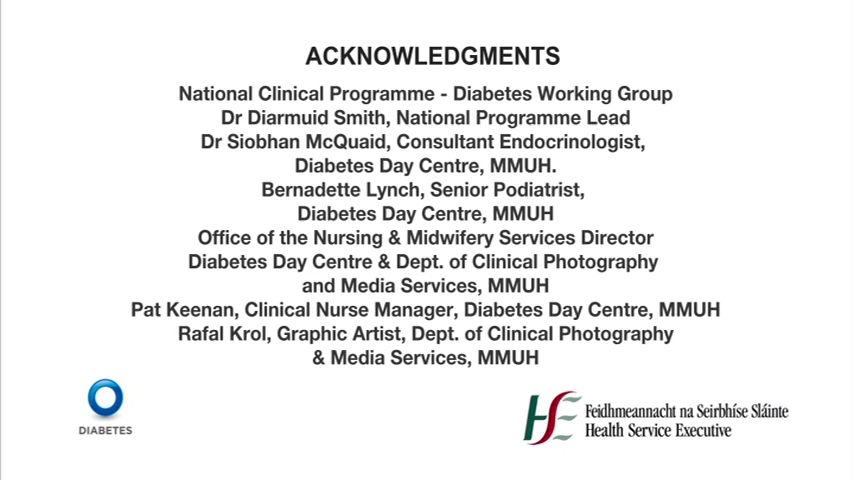 ACKNOWLEDGMENTS
National Clinical Programme - Diabetes Working Group
Dr Diarmuid Smith, National Programme Lead
Dr Siobhan McQuaid, Consultant Endocrinologist,
Diabetes Day Centre, MMUH.
Bernadette Lynch, Senior Podiatrist,
Diabetes Day Centre, MMUH
Office of the Nursing & Midwifery Services Director
Diabetes Day Centre & Dept. of Clinical Photography
and Media Services, MMUH
Pat Keenan, Clinical Nurse Manager, Diabetes Day Centre, MMUH
Rafal Krol, Graphic Artist, Dept. of Clinical Photography
& Media Services, MMUH
DIABETES
HSE
Feidhmeannacht na Seirbhíse Sláinte
Health Service Executive